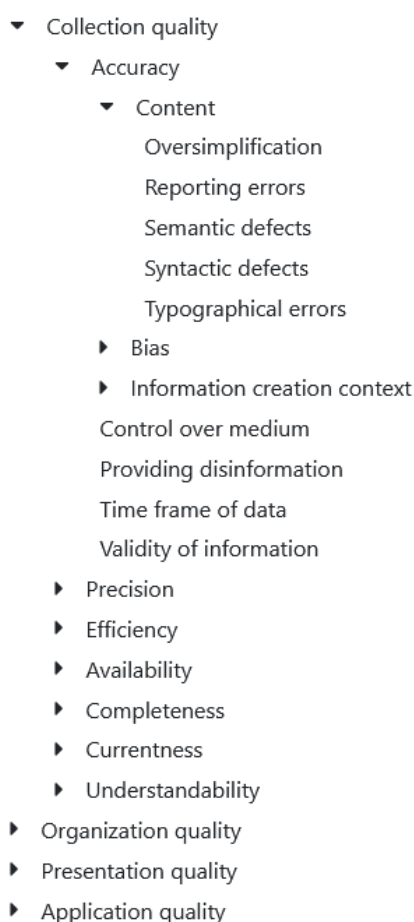 Collection quality
Accuracy
Content
Oversimplification
Reporting errors
Semantic defects
Syntactic defects
Typographical errors
Bias
Information creation context
Control over medium
Providing disinformation
Time frame of data
Validity of information
Precision
Efficiency
Availability
Completeness
Currentness
Understandability
Organization quality
Presentation quality
Application quality